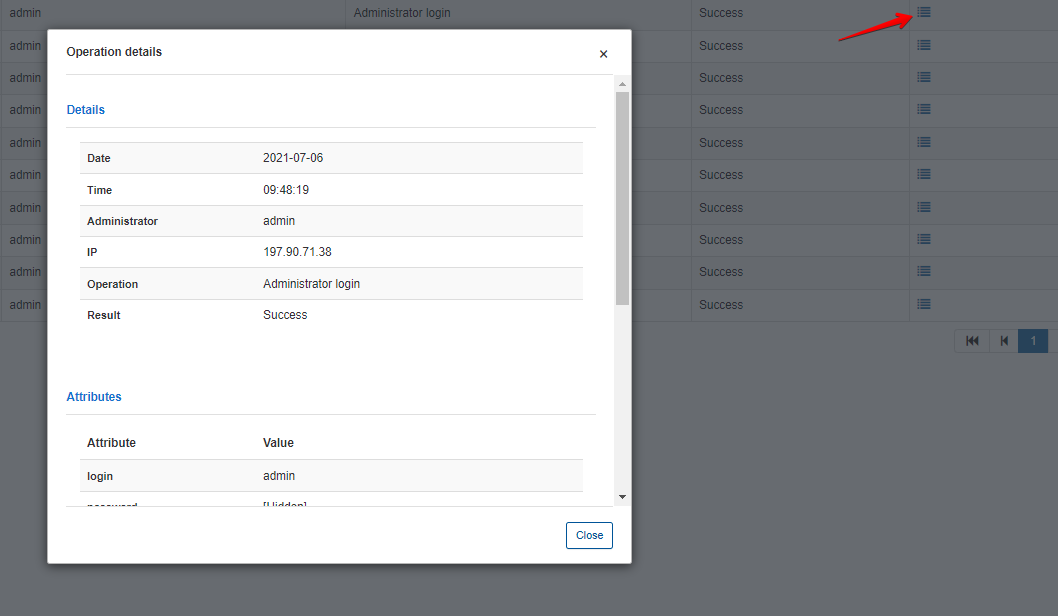 admin Administrator login Success
admin Success
admin Success
admin Success
admin Success
admin Success
admin Success
admin Success
admin Success
admin Success
1
Operation details ×
Details
Date 2021-07-06
Time 09:48:19
Administrator admin
IP 197.90.71.38
Operation Administrator login
Result Success
Attributes
Attribute Value
login admin
password [Hidden]
Close